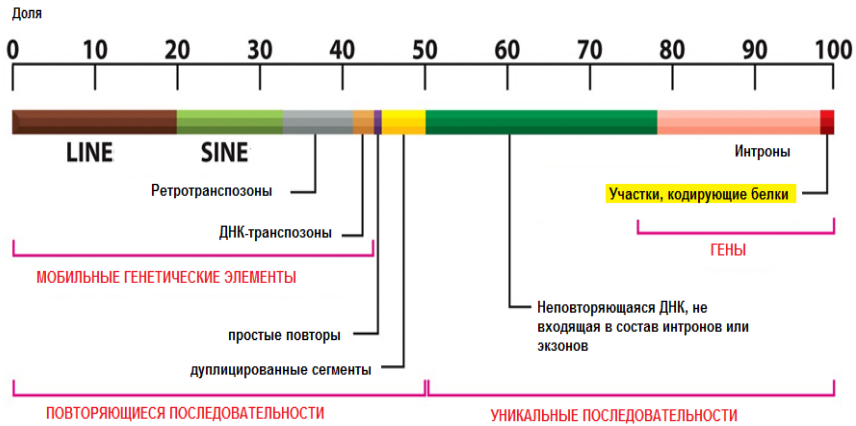 Доля
0 10 20 30 40 50 60 70 80 90 100
LINE SINE
Интроны
Ретротранспозоны
Участки, кодирующие белки
ДНК-транспозоны
ГЕНЫ
МОБИЛЬНЫЕ ГЕНЕТИЧЕСКИЕ ЭЛЕМЕНТЫ
Неповторяющаяся ДНК, не
входящая в состав интронов или
экзонов
простые повторы
дуплицированные сегменты
ПОВТОРЯЮЩИЕСЯ ПОСЛЕДОВАТЕЛЬНОСТИ
УНИКАЛЬНЫЕ ПОСЛЕДОВАТЕЛЬНОСТИ